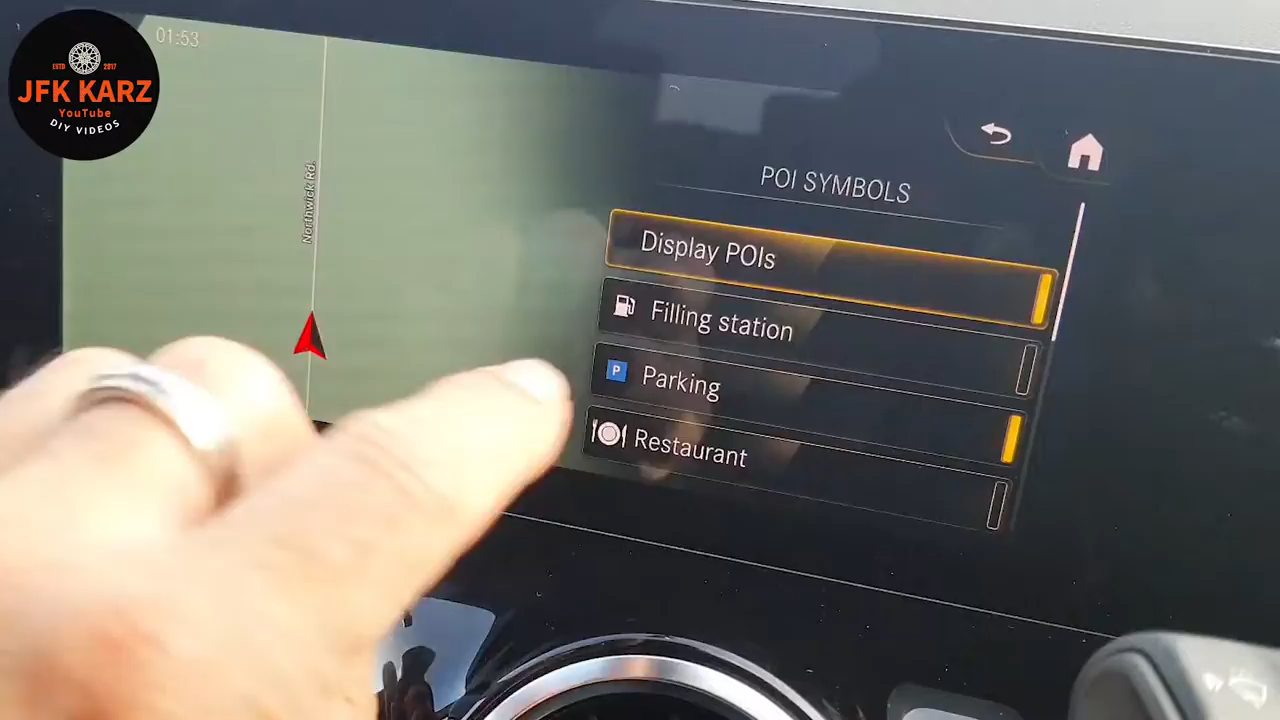 ESTD 2017
JFK KARZ
YouTube
DIY VIDEOS
01:53
Northwick Rd.
POI SYMBOLS
Display POIs
Filling station
P Parking
Restaurant